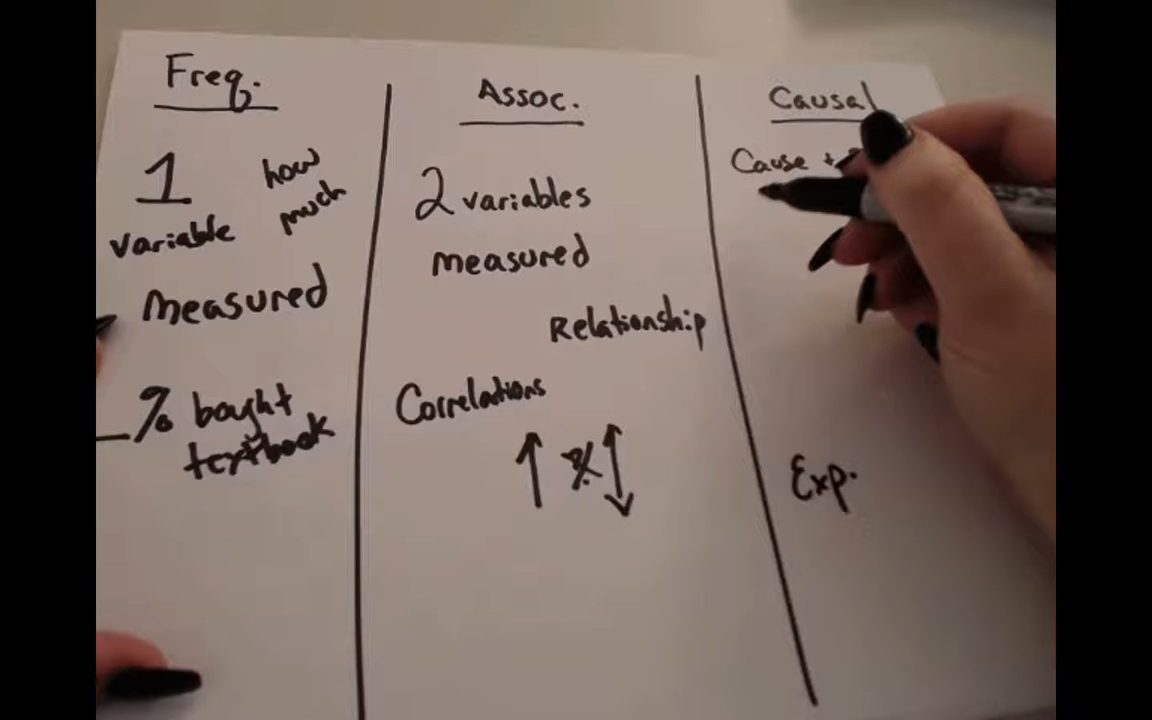 Freq.
1
how
much
variable
measured
_% bought
textbook
Assoc.
2 variables
measured
Relationship
Correlations
Causal
Cause +
Exp.